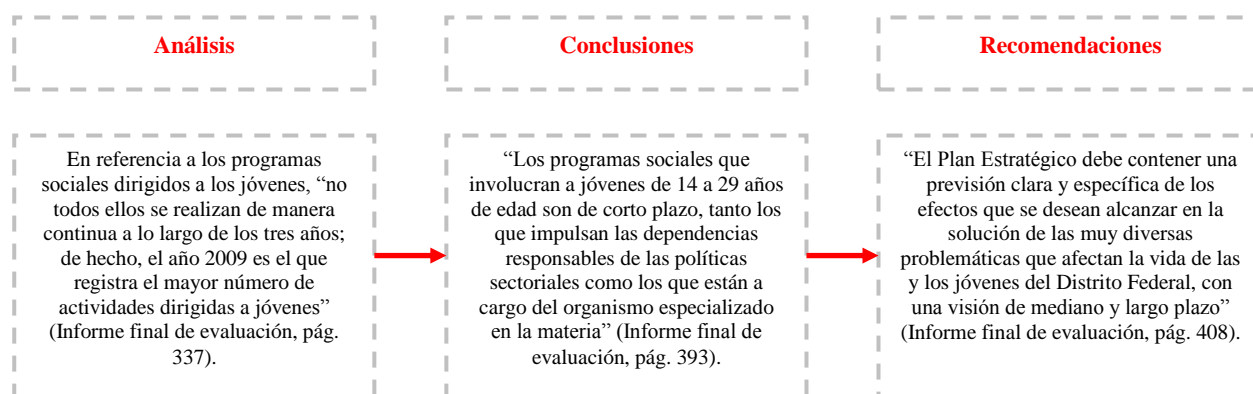 Análisis
Conclusiones
Recomendaciones
En referencia a los programas
sociales dirigidos a los jóvenes, “no
todos ellos se realizan de manera
continua a lo largo de los tres años;
de hecho, el año 2009 es el que
registra el mayor número de
actividades dirigidas a jóvenes”
(Informe final de evaluación, pág.
337).
“Los programas sociales que
involucran a jóvenes de 14 a 29 años
de edad son de corto plazo, tanto los
que impulsan las dependencias
responsables de las políticas
sectoriales como los que están a
cargo del organismo especializado
en la materia” (Informe final de
evaluación, pág. 393).
“El Plan Estratégico debe contener una
previsión clara y específica de los
efectos que se desean alcanzar en la
solución de las muy diversas
problemáticas que afectan la vida de las
y los jóvenes del Distrito Federal, con
una visión de mediano y largo plazo”
(Informe final de evaluación, pág. 408).